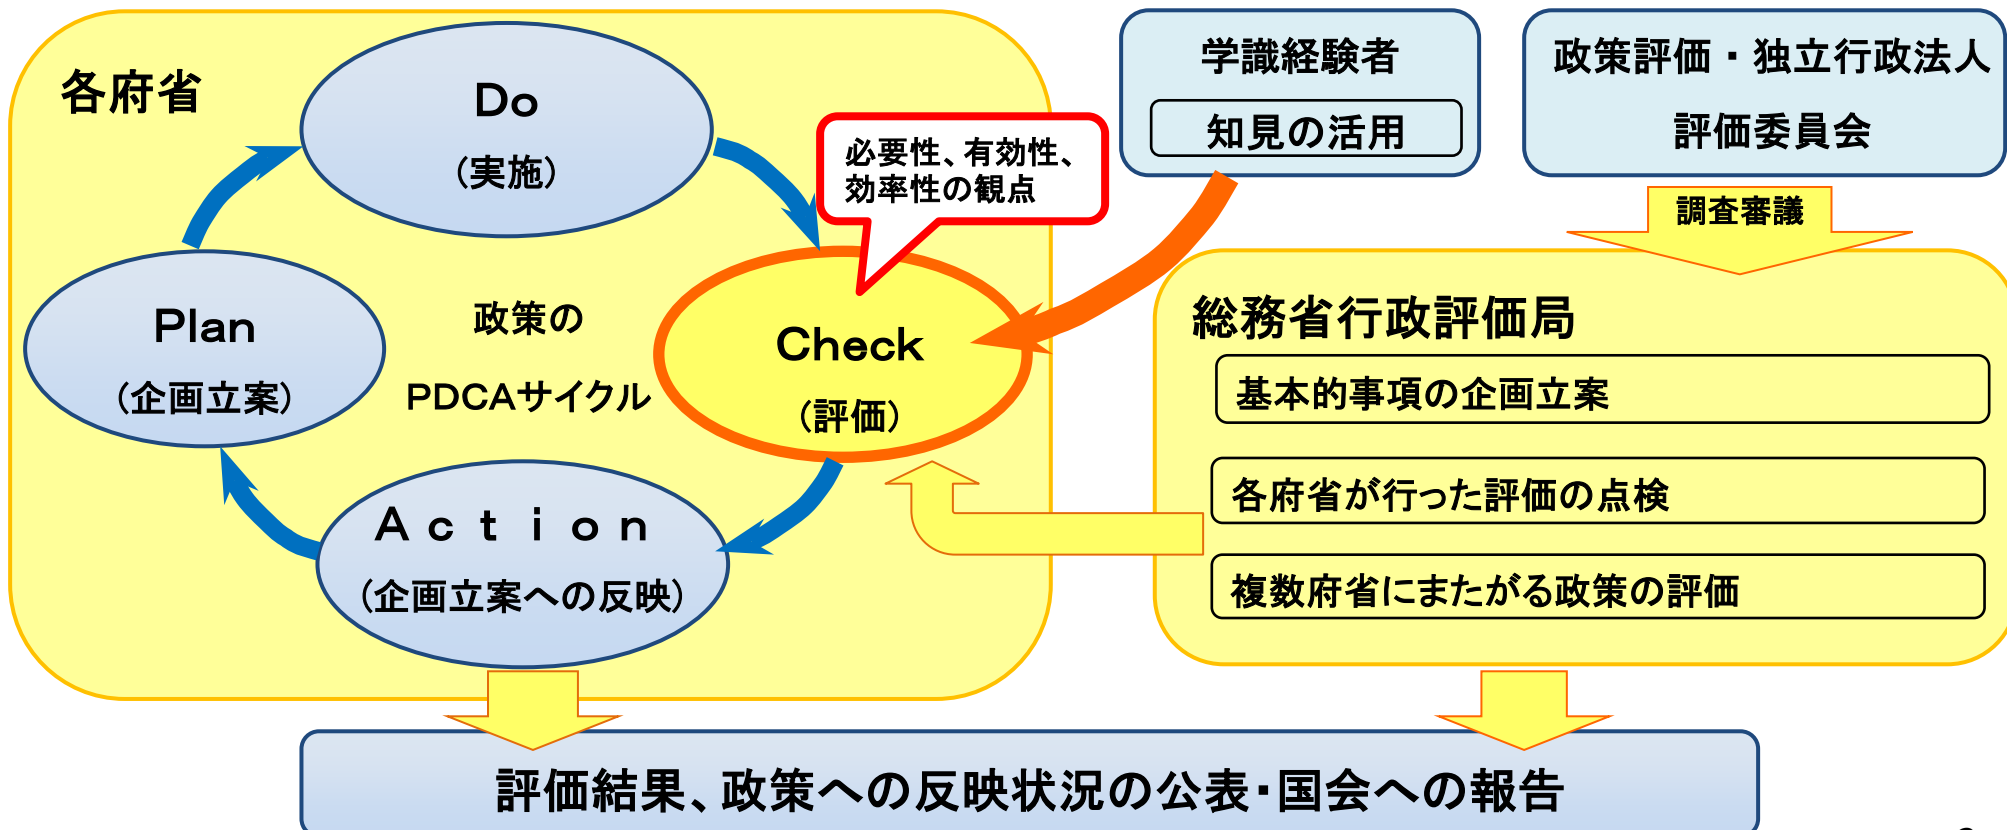 各府省
Do
(実施)
Plan
(企画立案)
政策の
PDCAサイクル
必要性、有効性、
効率性の観点
Check
(評価)
Action
(企画立案への反映)
学識経験者
知見の活用
政策評価・独立行政法人
評価委員会
調査審議
総務省行政評価局
基本的事項の企画立案
各府省が行った評価の点検
複数府省にまたがる政策の評価
評価結果、政策への反映状況の公表・国会への報告